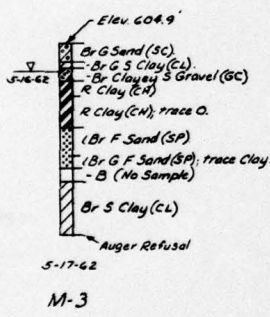 Elev. 604.9'
Br G Sand (SC)
Br G S Clay (CL)
5-16-62
Br Clayey S Gravel (GC)
R Clay (CH)
R Clay (CH); trace O.
lBr F Sand (SP)
lBr G F Sand (SP); trace Clay.
B (No Sample)
Br S Clay (CL)
Auger Refusal
5-17-62
M-3